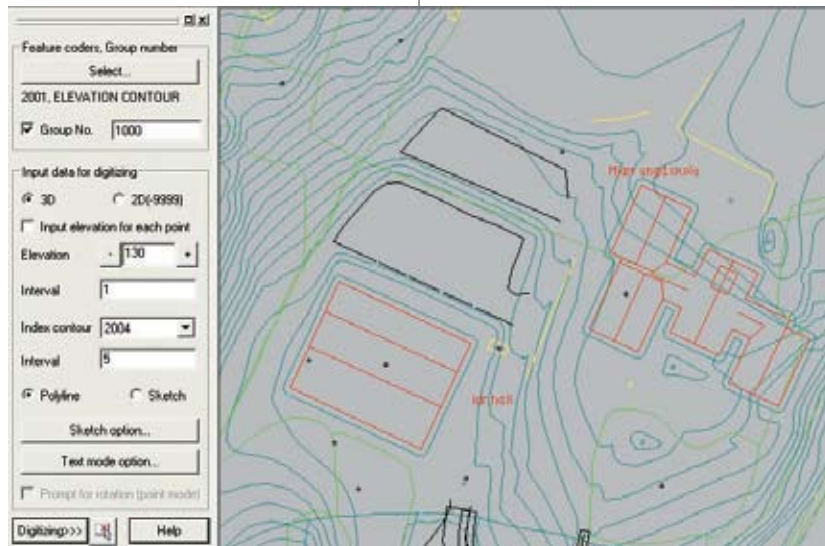 Feature coders, Group number
Select...
2001, ELEVATION CONTOUR
Group No. 1000
Input data for digitizing
3D 2D(-9999)
Input elevation for each point
Elevation - 130 +
Interval 1
Index contour 2004
Interval 5
Polyline Sketch
Sketch option...
Text mode option...
Prompt for rotation (point mode)
Digitizing>>> Help